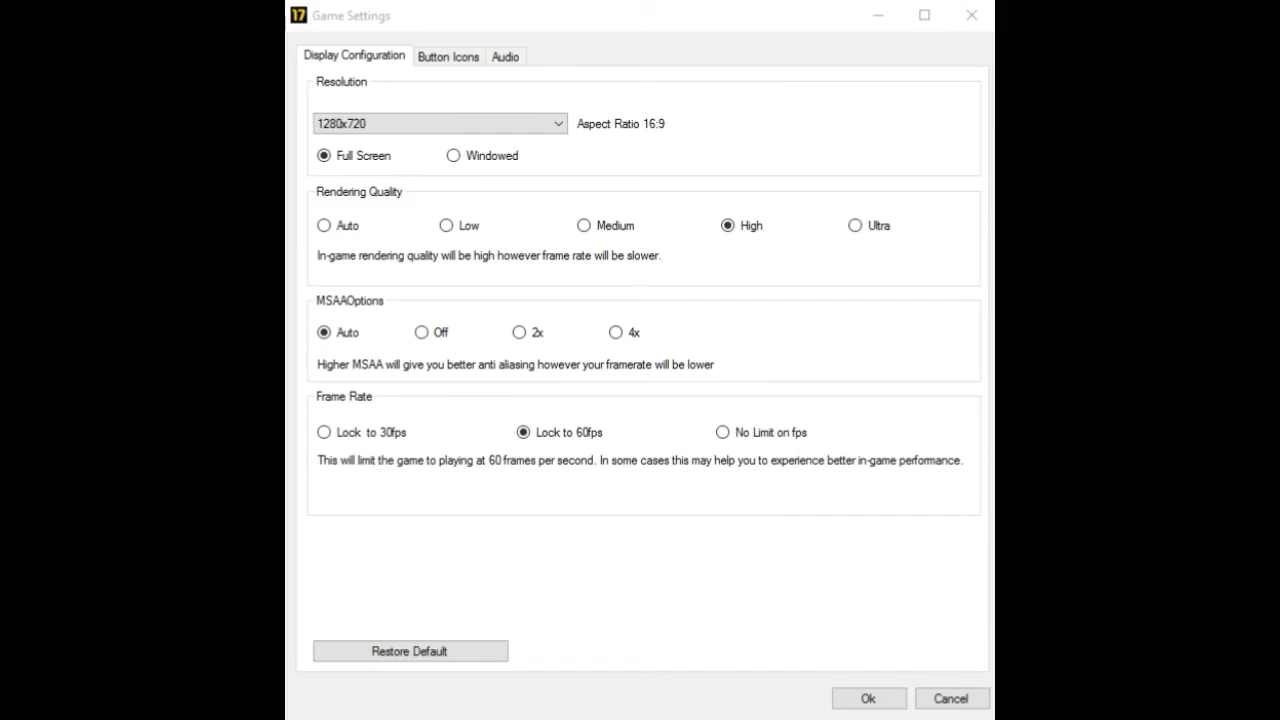 17 Game Settings
Display Configuration Button Icons Audio
Resolution
1280x720 Aspect Ratio 16:9
Full Screen Windowed
Rendering Quality
Auto Low Medium High Ultra
In-game rendering quality will be high however frame rate will be slower.
MSAAOptions
Auto Off 2x 4x
Higher MSAA will give you better anti aliasing however your framerate will be lower
Frame Rate
Lock to 30fps Lock to 60fps No Limit on fps
This will limit the game to playing at 60 frames per second. In some cases this may help you to experience better in-game performance.
Restore Default
Ok Cancel